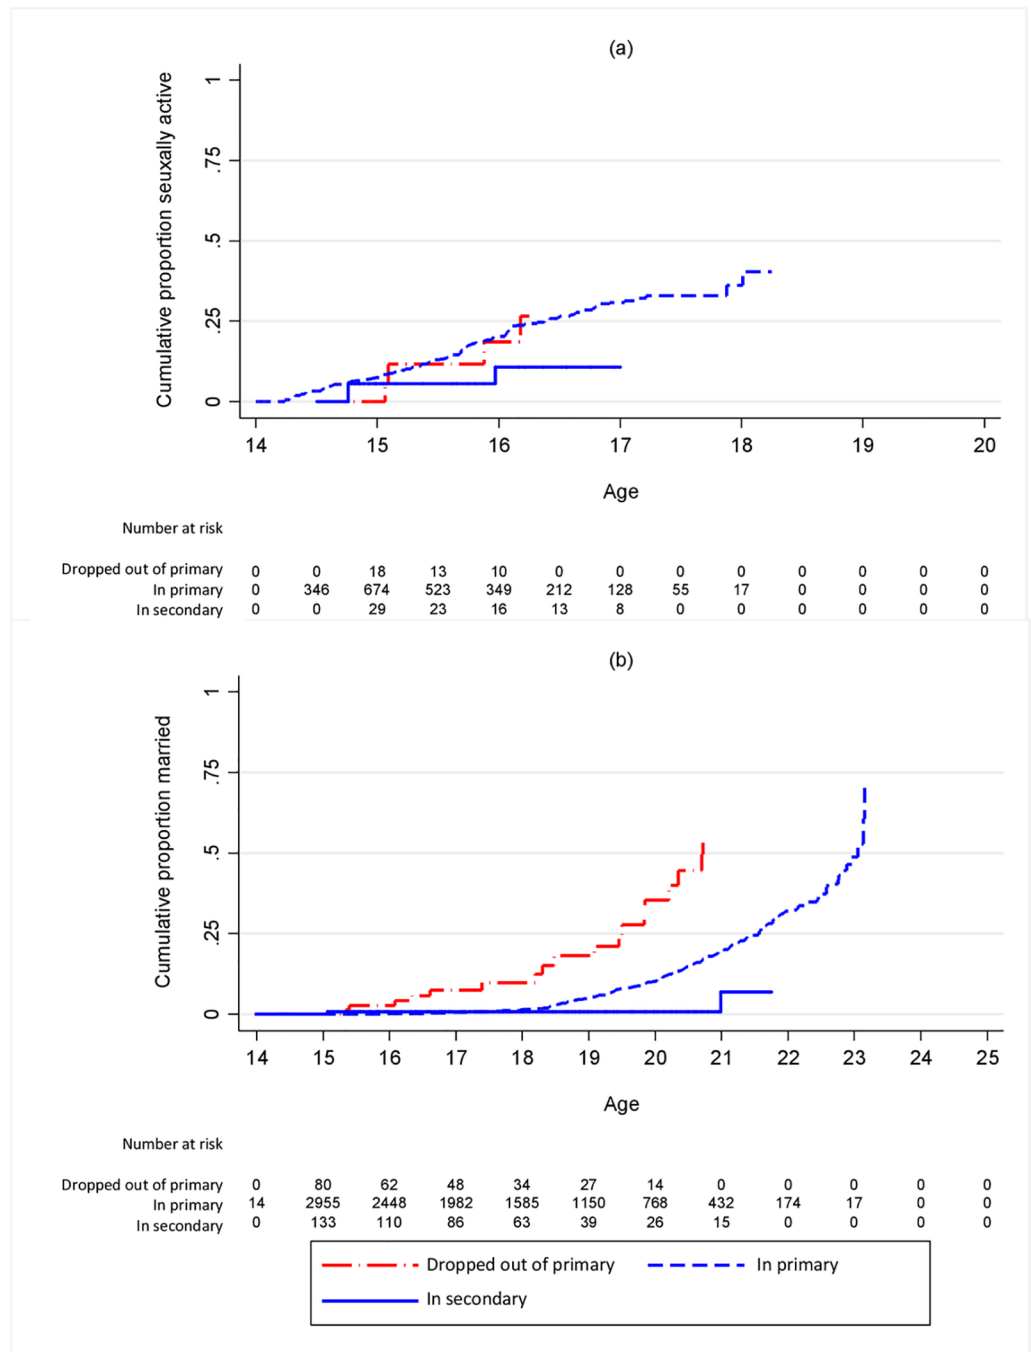 (a)
Cumulative proportion seuxally active
1
.75
.5
.25
0
14 15 16 17 18 19 20
Age
Number at risk
Dropped out of primary 0 0 18 13 10 0 0 0 0 0 0 0 0
In primary 0 346 674 523 349 212 128 55 17 0 0 0 0
In secondary 0 0 29 23 16 13 8 0 0 0 0 0 0
(b)
Cumulative proportion married
1
.75
.5
.25
0
14 15 16 17 18 19 20 21 22 23 24 25
Age
Number at risk
Dropped out of primary 0 80 62 48 34 27 14 0 0 0 0 0
In primary 14 2955 2448 1982 1585 1150 768 432 174 17 0 0
In secondary 0 133 110 86 63 39 26 15 0 0 0 0
Dropped out of primary In primary
In secondary